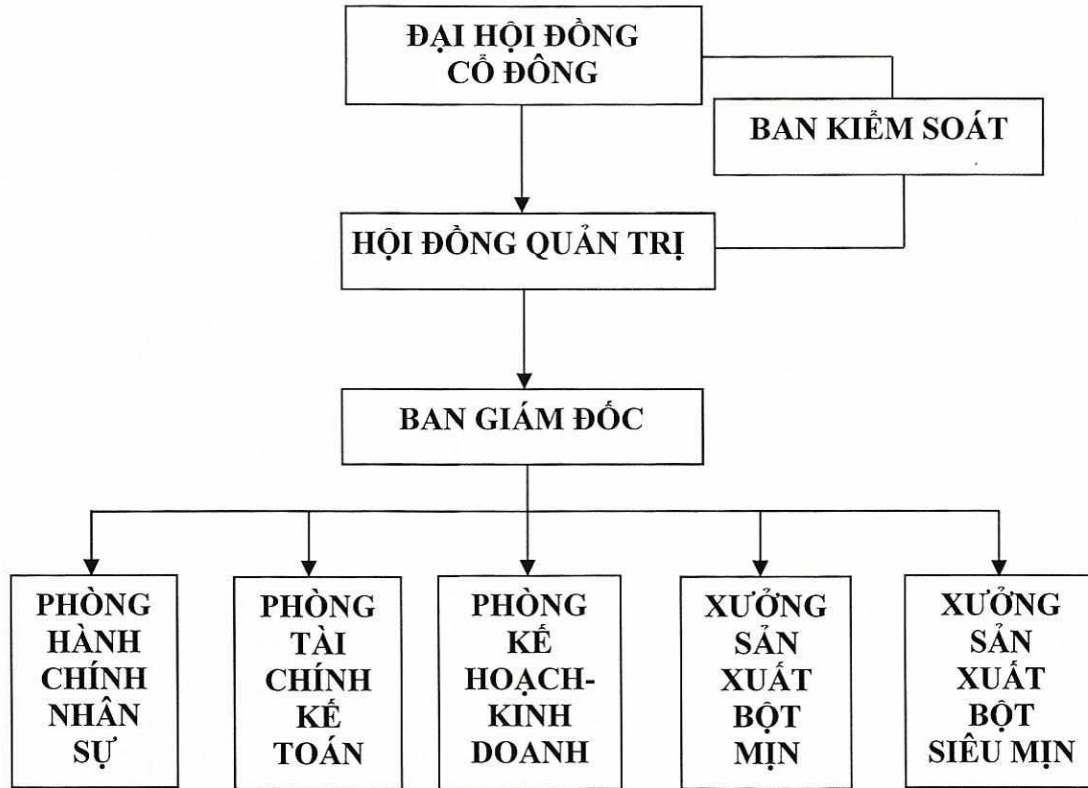 ĐẠI HỘI ĐỒNG
CỔ ĐÔNG
BAN KIỂM SOÁT
HỘI ĐỒNG QUẢN TRỊ
BAN GIÁM ĐỐC
PHÒNG
HÀNH
CHÍNH
NHÂN
SỰ
PHÒNG
TÀI
CHÍNH
KẾ
TOÁN
PHÒNG
KẾ
HOẠCH-
KINH
DOANH
XƯỞNG
SẢN
XUẤT
BỘT
MỊN
XƯỞNG
SẢN
XUẤT
BỘT
SIÊU MỊN